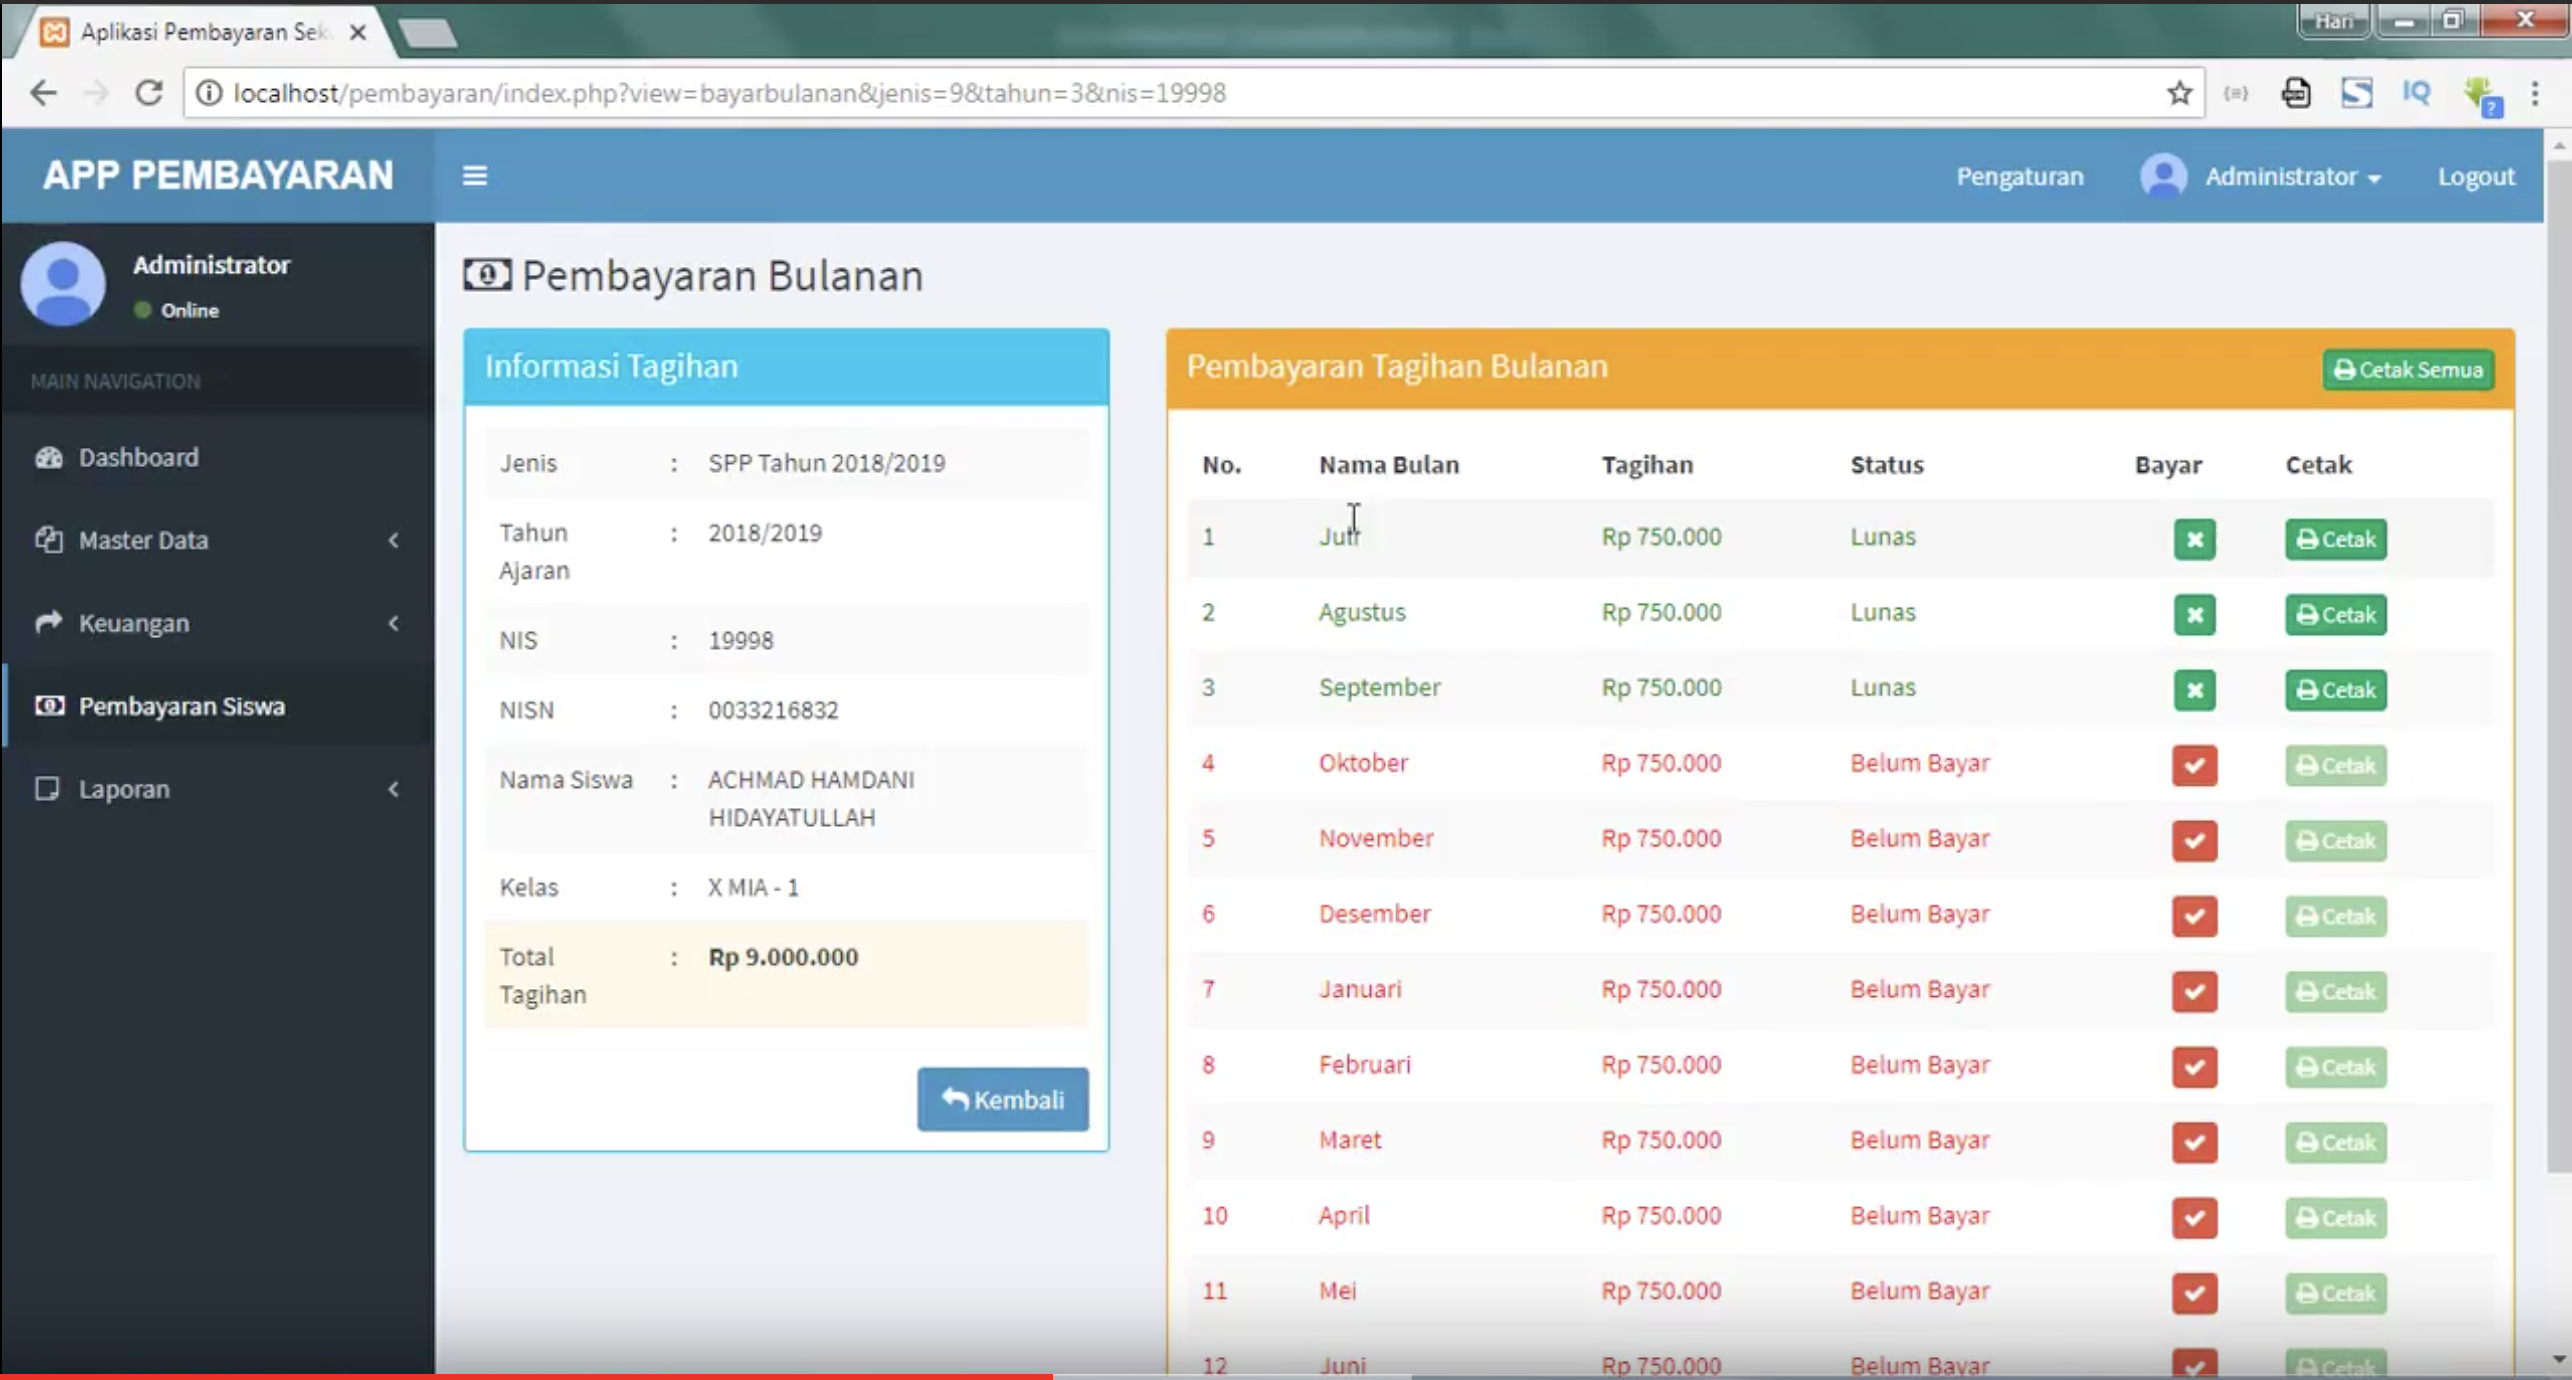 Aplikasi Pembayaran Sek
Hari
localhost/pembayaran/index.php?view=bayarbulanan&jenis=9&tahun=3&nis=19998
IQ
APP PEMBAYARAN
Pengaturan Administrator Logout
Administrator
Online
MAIN NAVIGATION
Dashboard
Master Data
Keuangan
Pembayaran Siswa
Laporan
Pembayaran Bulanan
Informasi Tagihan
Jenis : SPP Tahun 2018/2019
Tahun Ajaran : 2018/2019
NIS : 19998
NISN : 0033216832
Nama Siswa : ACHMAD HAMDANI
HIDAYATULLAH
Kelas : X MIA - 1
Total Tagihan : Rp 9.000.000
Kembali
Pembayaran Tagihan Bulanan Cetak Semua
No. Nama Bulan Tagihan Status Bayar Cetak
1 Juli Rp 750.000 Lunas Cetak
2 Agustus Rp 750.000 Lunas Cetak
3 September Rp 750.000 Lunas Cetak
4 Oktober Rp 750.000 Belum Bayar Cetak
5 November Rp 750.000 Belum Bayar Cetak
6 Desember Rp 750.000 Belum Bayar Cetak
7 Januari Rp 750.000 Belum Bayar Cetak
8 Februari Rp 750.000 Belum Bayar Cetak
9 Maret Rp 750.000 Belum Bayar Cetak
10 April Rp 750.000 Belum Bayar Cetak
11 Mei Rp 750.000 Belum Bayar Cetak
12 Juni Rp 750.000 Belum Bayar Cetak